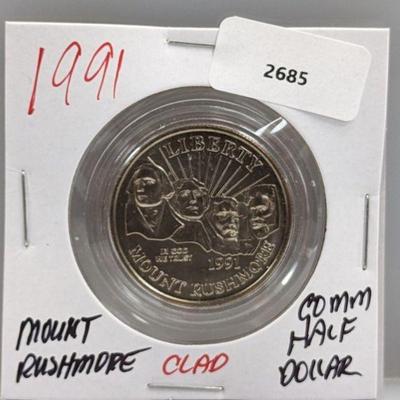 1991
2685
LIBERTY
IN GOD
WE TRUST
1991
MOUNT RUSHMORE
MOUNT
RUSHMORE
CLAD
COMM
HALF
DOLLAR